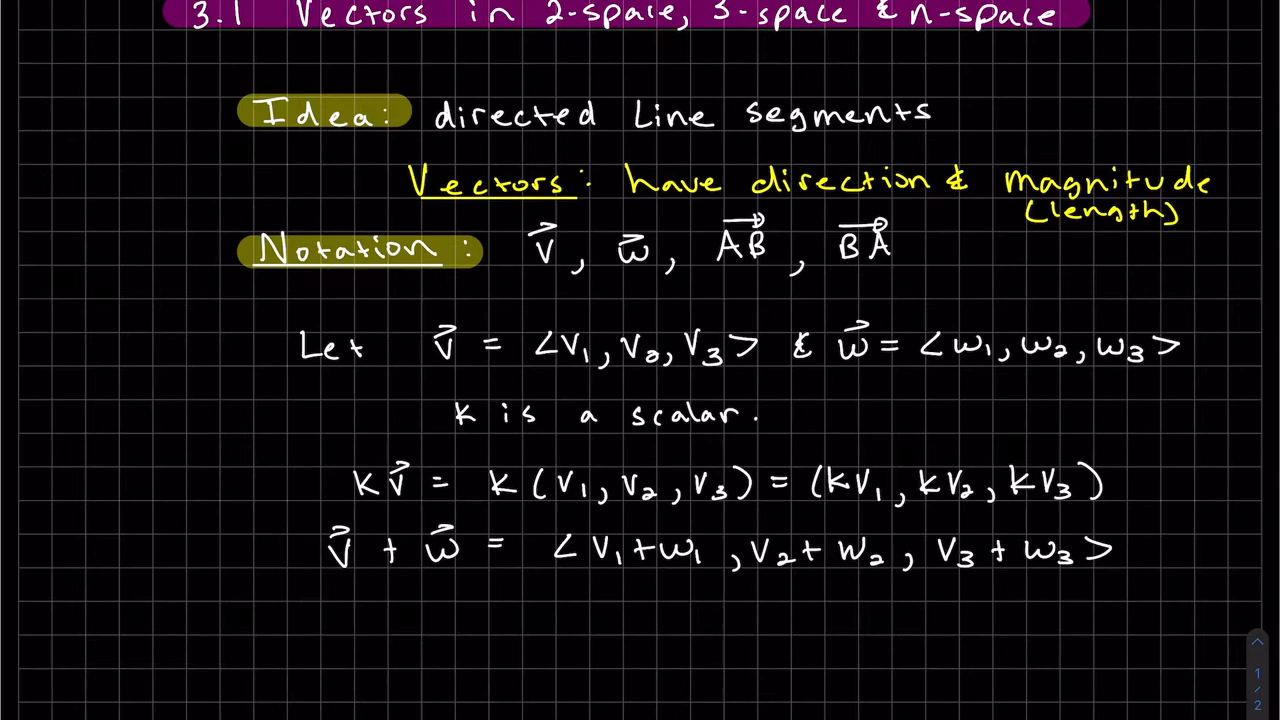 3.1 Vectors in 2-space, 3-space & n-space
Idea: directed Line segments
Vectors: have direction & magnitude
(length)
Notation: v⃗, w⃗, A⃗B⃗, B⃗A⃗
Let v⃗ = <v₁, v₂, v₃> & w⃗ = <w₁, w₂, w₃>
k is a scalar.
kv⃗ = k(v₁, v₂, v₃) = (kv₁, kv₂, kv₃)
v⃗ + w⃗ = <v₁+w₁, v₂+w₂, v₃+w₃>
1
/
2